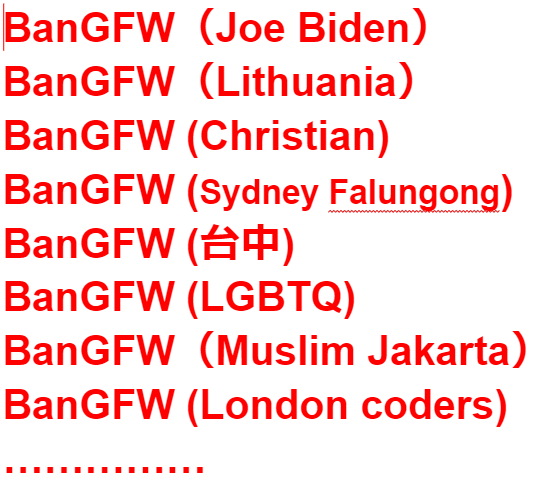 BanGFW（Joe Biden）
BanGFW（Lithuania）
BanGFW (Christian)
BanGFW (Sydney Falungong)
BanGFW (台中)
BanGFW (LGBTQ)
BanGFW（Muslim Jakarta）
BanGFW (London coders)
……………